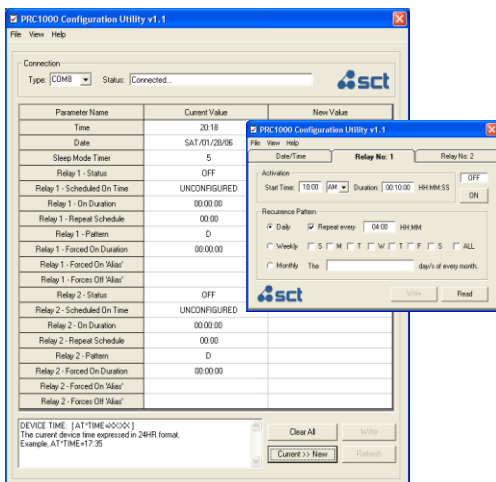 PRC1000 Configuration Utility v1.1
File View Help
Connection
Type: COM8 Status: Connected...
sct
Parameter Name Current Value New Value
Time 20:18
Date SAT/01/28/06
Sleep Mode Timer 5
Relay 1 - Status OFF
Relay 1 - Scheduled On Time UNCONFIGURED
Relay 1 - On Duration 00:00:00
Relay 1 - Repeat Schedule 00:00
Relay 1 - Pattern D
Relay 1 - Forced On Duration 00:00:00
Relay 1 - Forced On 'Alias'
Relay 1 - Forces Off 'Alias'
Relay 2 - Status OFF
Relay 2 - Scheduled On Time UNCONFIGURED
Relay 2 - On Duration 00:00:00
Relay 2 - Repeat Schedule 00:00
Relay 2 - Pattern D
Relay 2 - Forced On Duration 00:00:00
Relay 2 - Forced On 'Alias'
Relay 2 - Forces Off 'Alias'
DEVICE TIME: [ AT*TIME=XX:XX ]
The current device time expressed in 24HR format.
Example, AT*TIME=17:35
Clear All Write
Current >> New Refresh
PRC1000 Configuration Utility v1.1
File View Help
Date/Time Relay No: 1 Relay No: 2
Activation
Start Time: 10:00 AM Duration: 00:10:00 HH:MM:SS
OFF
ON
Recurrence Pattern
Daily Repeat every 04:00 HH:MM
Weekly S M T W T F S ALL
Monthly The day/s of every month.
sct
Write Read